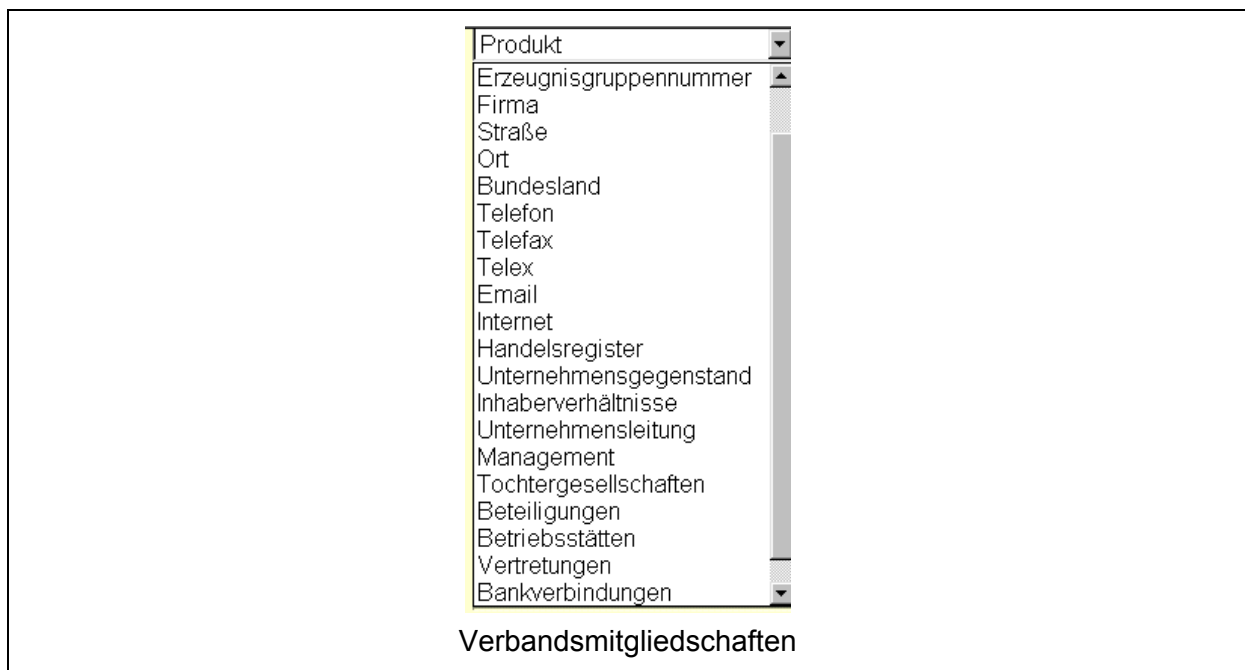 Produkt
Erzeugnisgruppennummer
Firma
Straße
Ort
Bundesland
Telefon
Telefax
Telex
Email
Internet
Handelsregister
Unternehmensgegenstand
Inhaberverhältnisse
Unternehmensleitung
Management
Tochtergesellschaften
Beteiligungen
Betriebsstätten
Vertretungen
Bankverbindungen
Verbandsmitgliedschaften